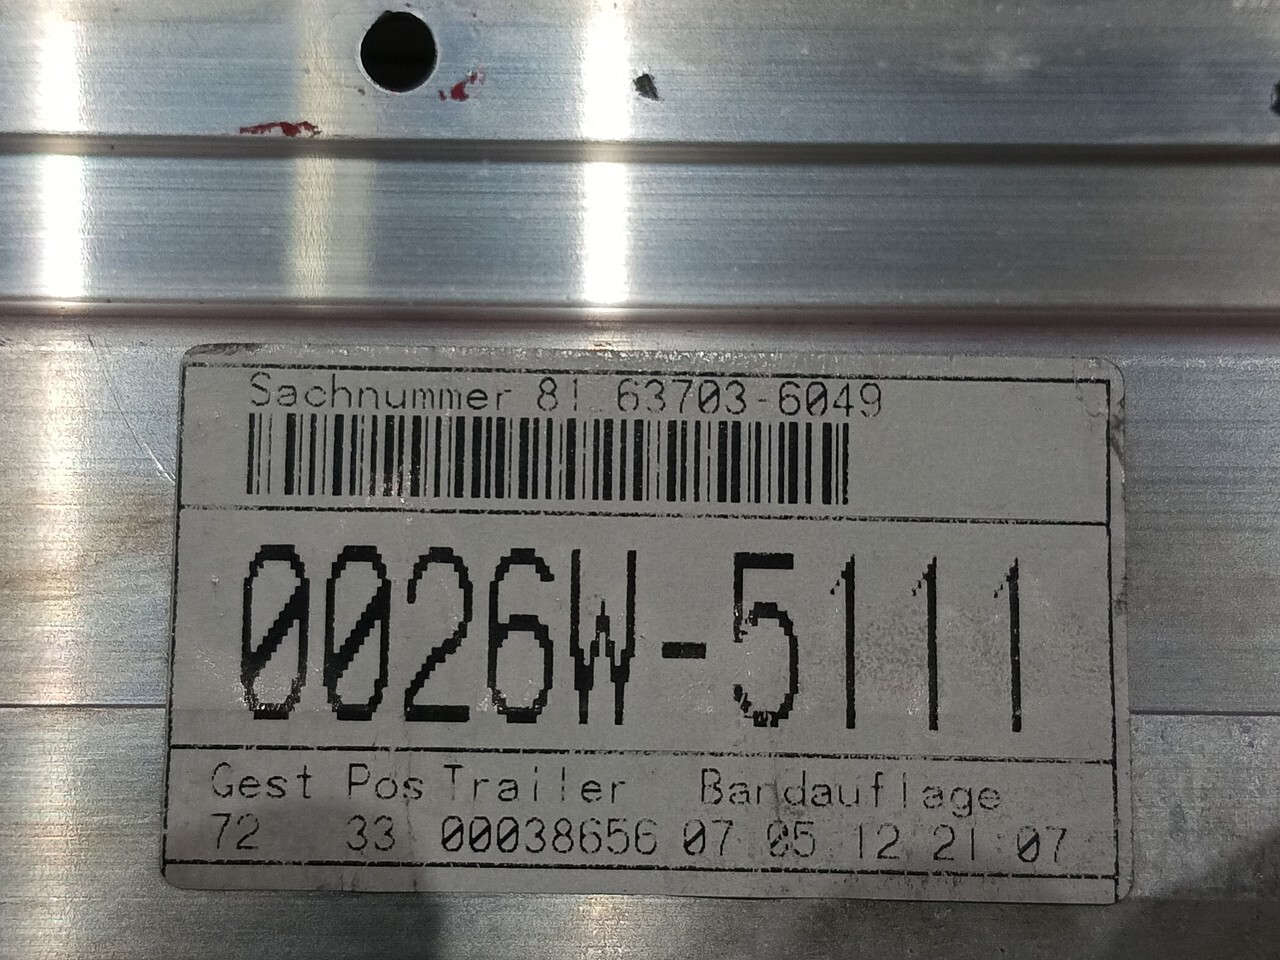 Sachnummer 81.63703-6049
0026W-5111
Gest Pos Trailer Bandauflage
72 33 00038656 07.05.12 21:07